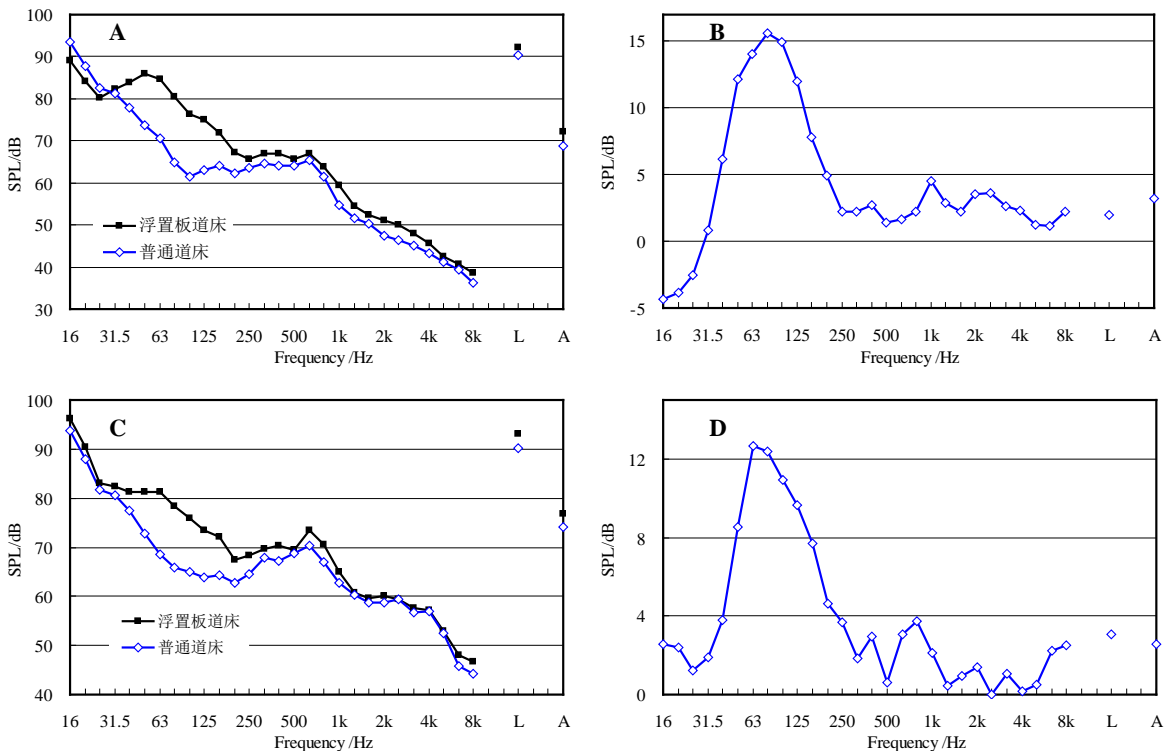 A
100
90
80
70
60
50
40
30
SPL/dB
浮置板道床
普通道床
16 31.5 63 125 250 500 1k 2k 4k 8k L A
Frequency /Hz
B
15
10
5
0
-5
SPL/dB
16 31.5 63 125 250 500 1k 2k 4k 8k L A
Frequency /Hz
C
100
90
80
70
60
50
40
SPL/dB
浮置板道床
普通道床
16 31.5 63 125 250 500 1k 2k 4k 8k L A
Frequency /Hz
D
12
8
4
0
SPL/dB
16 31.5 63 125 250 500 1k 2k 4k 8k L A
Frequency /Hz